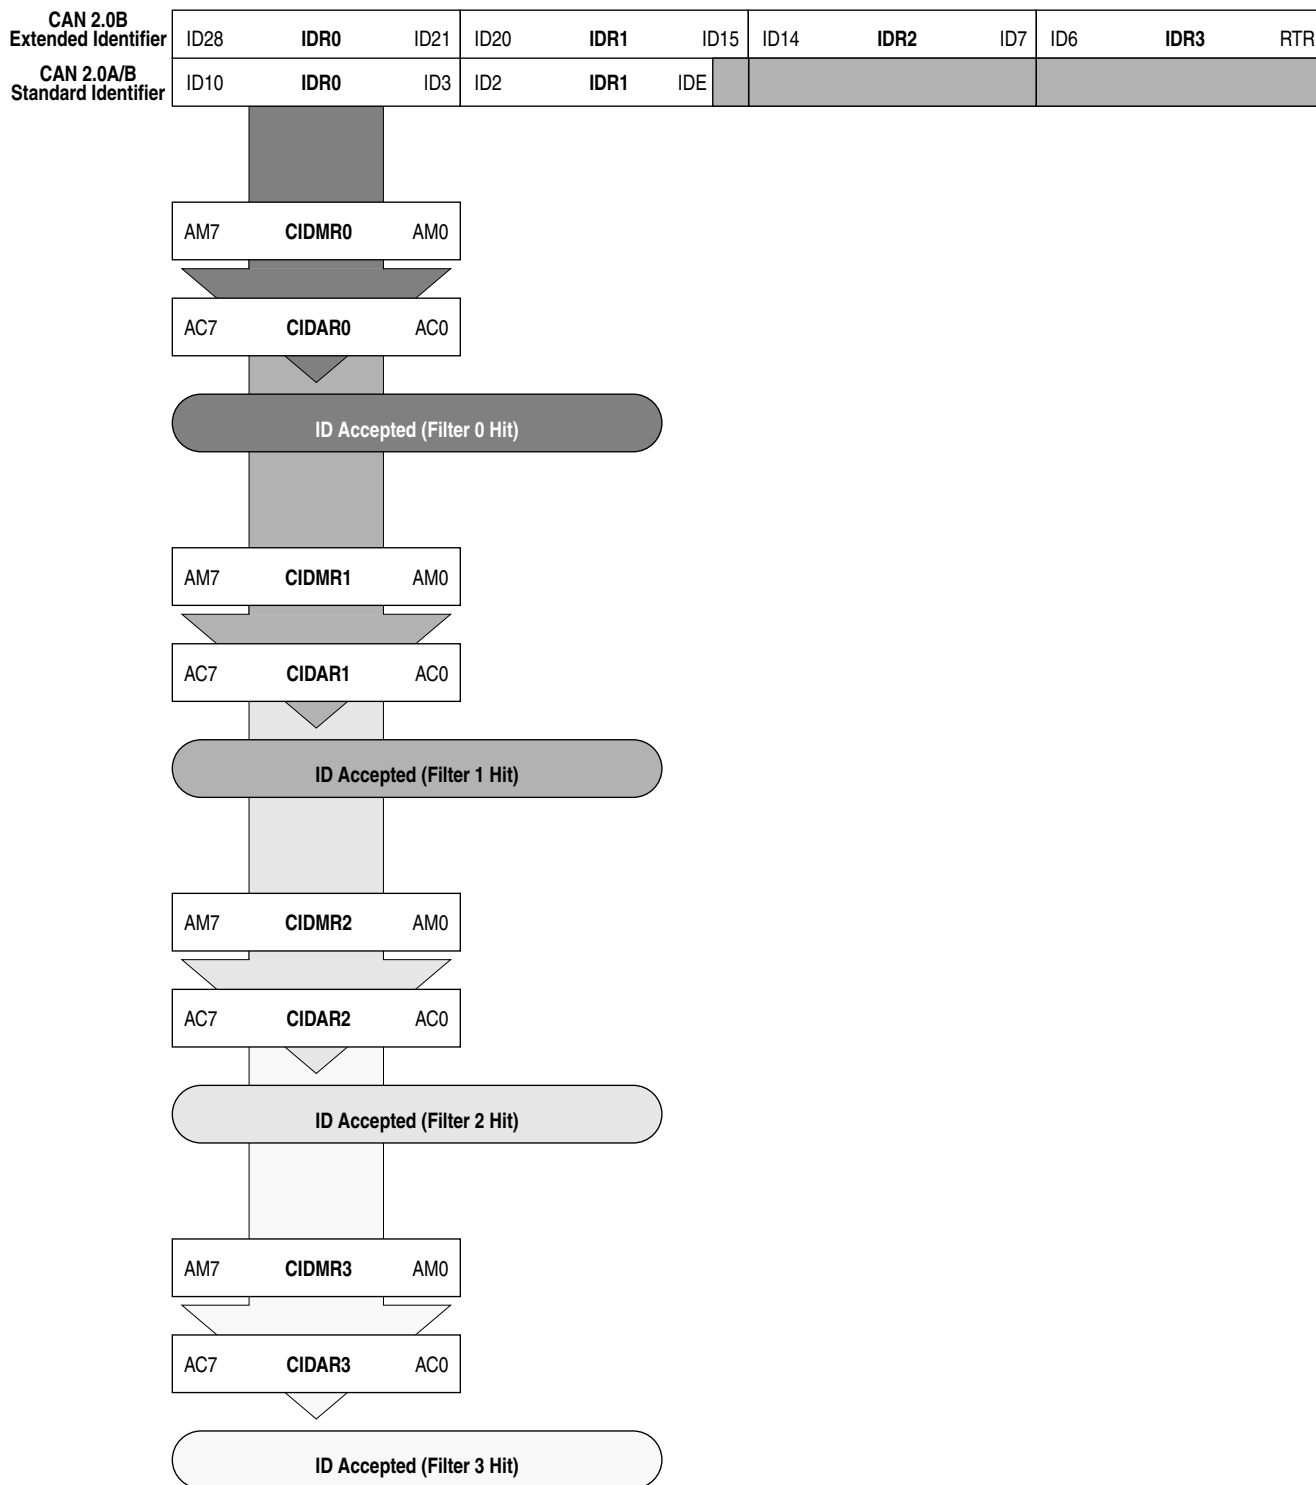 CAN 2.0B
Extended Identifier ID28 IDR0 ID21 ID20 IDR1 ID15 ID14 IDR2 ID7 ID6 IDR3 RTR
CAN 2.0A/B
Standard Identifier ID10 IDR0 ID3 ID2 IDR1 IDE
AM7 CIDMR0 AM0
AC7 CIDAR0 AC0
ID Accepted (Filter 0 Hit)
AM7 CIDMR1 AM0
AC7 CIDAR1 AC0
ID Accepted (Filter 1 Hit)
AM7 CIDMR2 AM0
AC7 CIDAR2 AC0
ID Accepted (Filter 2 Hit)
AM7 CIDMR3 AM0
AC7 CIDAR3 AC0
ID Accepted (Filter 3 Hit)